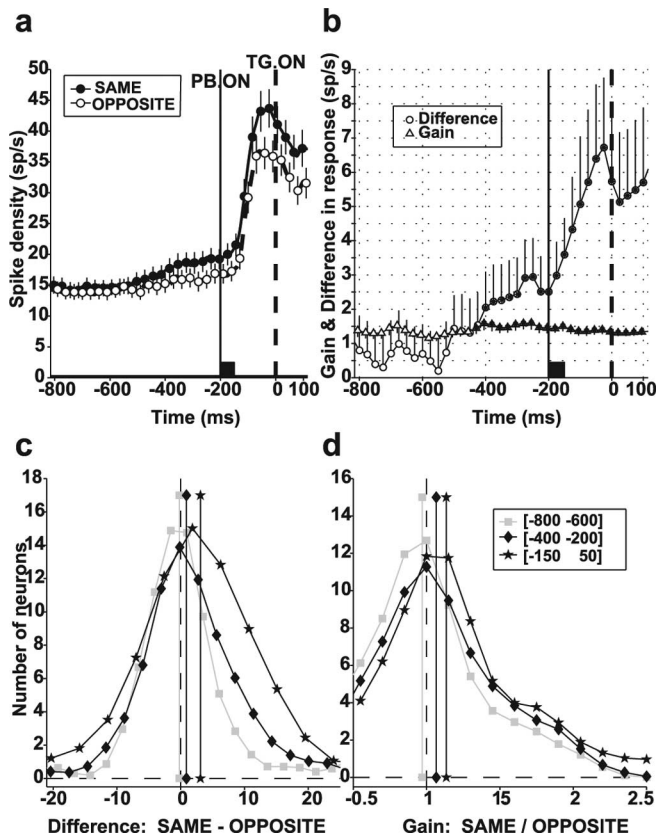 a
b
TG.ON
PB.ON
50
45
40
35
30
25
20
15
10
5
0
SAME
OPPOSITE
Spike density (sp/s)
-800 -600 -400 -200 0 100
Time (ms)
9
8
7
6
5
4
3
2
1
0
Difference
Gain
Gain & Difference in response (sp/s)
-800 -600 -400 -200 0 100
Time (ms)
c
18
16
14
12
10
8
6
4
2
0
Number of neurons
-20 -10 0 10 20
Difference: SAME - OPPOSITE
d
16
14
12
10
8
6
4
2
0
[-800 -600]
[-400 -200]
[-150 50]
-0.5 1 1.5 2 2.5
Gain: SAME / OPPOSITE